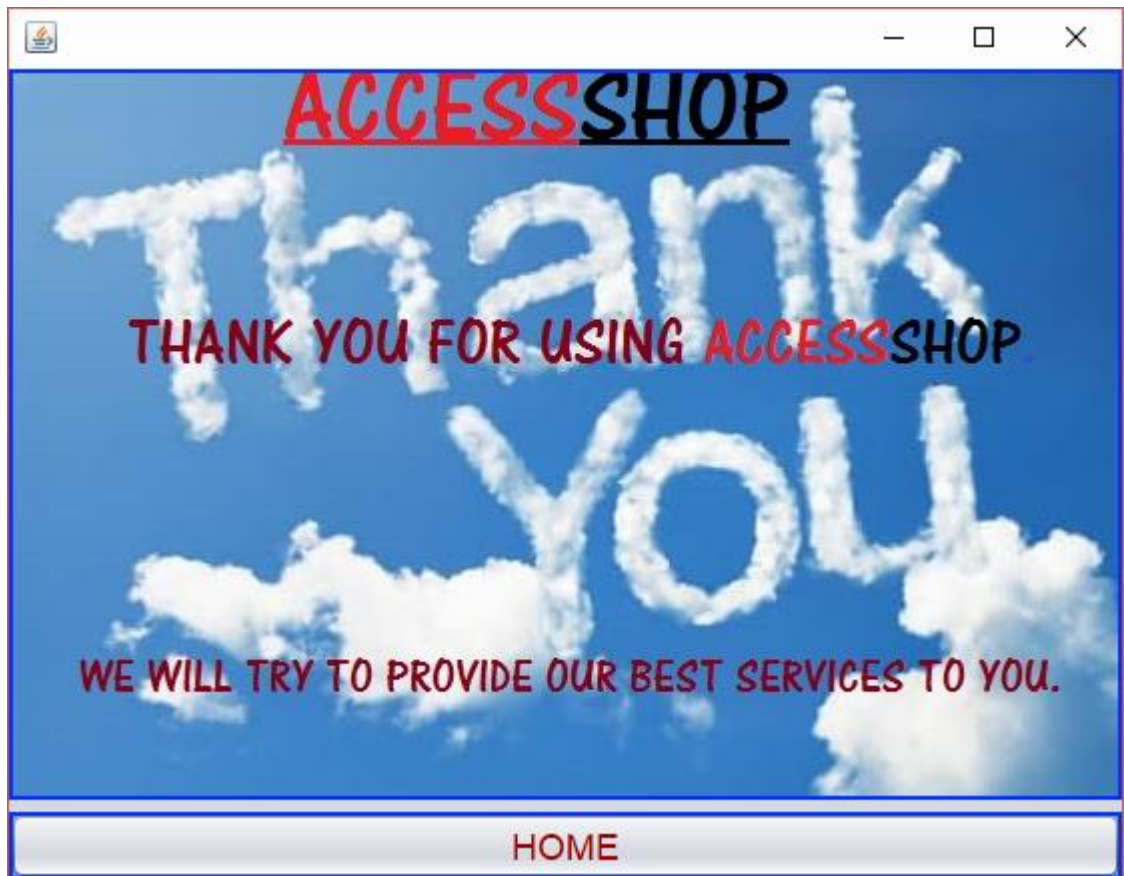 ACCESSSHOP
Thank
THANK YOU FOR USING ACCESSSHOP.
You
WE WILL TRY TO PROVIDE OUR BEST SERVICES TO YOU.
HOME